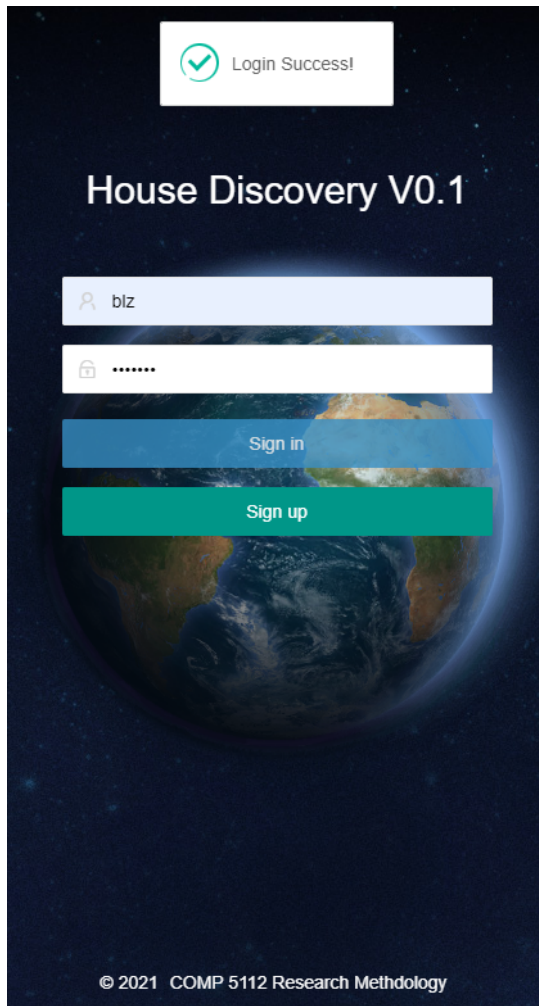 Login Success!
House Discovery V0.1
blz
•••••••
Sign in
Sign up
© 2021 COMP 5112 Research Methdology